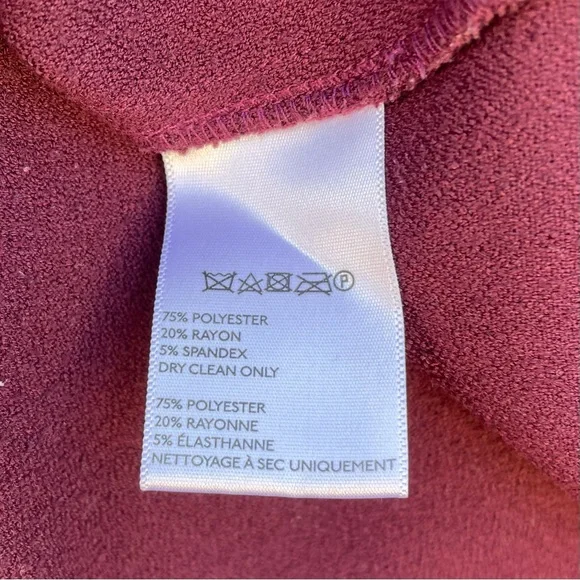 P
75% POLYESTER
20% RAYON
5% SPANDEX
DRY CLEAN ONLY
75% POLYESTER
20% RAYONNE
5% ÉLASTHANNE
NETTOYAGE À SEC UNIQUEMENT